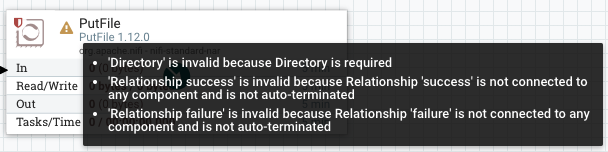 PutFile
PutFile 1.12.0
org.apache.nifi - nifi-standard-nar
In
Read/Write
Out
Tasks/Time
• 'Directory' is invalid because Directory is required
• 'Relationship success' is invalid because Relationship 'success' is not connected to
any component and is not auto-terminated
• 'Relationship failure' is invalid because Relationship 'failure' is not connected to any
component and is not auto-terminated